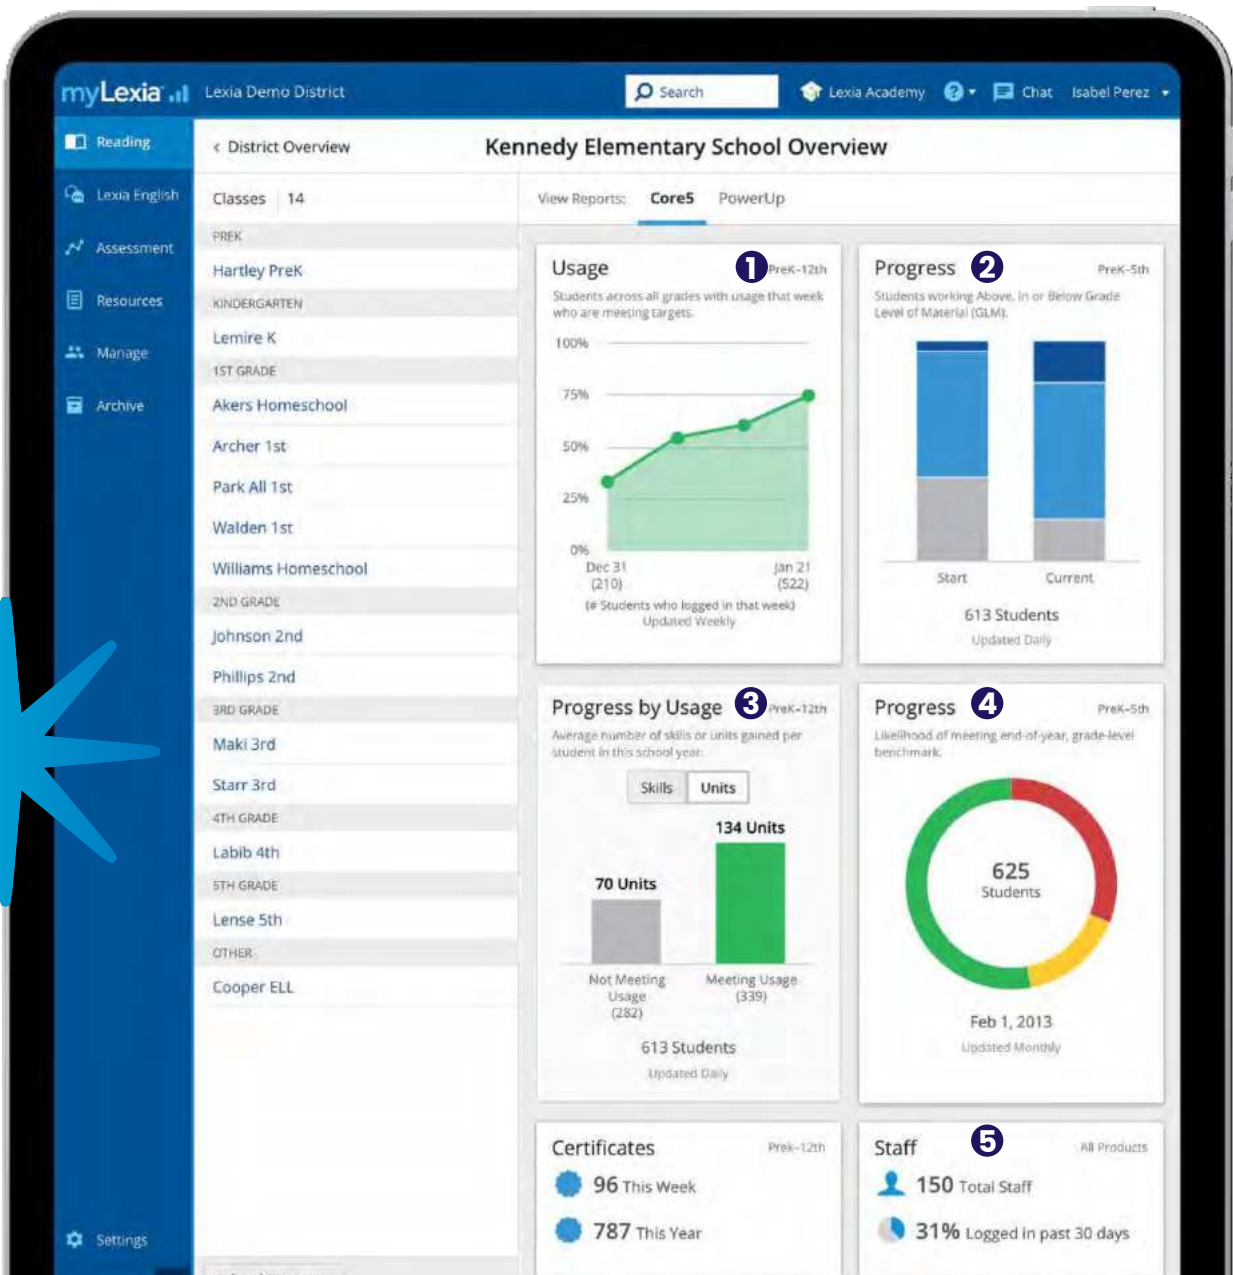 myLexia
Lexia Demo District
Search
Lexia Academy
?
Chat
Isabel Perez
Reading
Lexia English
Assessment
Resources
Manage
Archive
Settings
‹ District Overview
Kennedy Elementary School Overview
Classes 14
PREK
Hartley PreK
KINDERGARTEN
Lemire K
1ST GRADE
Akers Homeschool
Archer 1st
Park All 1st
Walden 1st
Williams Homeschool
2ND GRADE
Johnson 2nd
Phillips 2nd
3RD GRADE
Maki 3rd
Starr 3rd
4TH GRADE
Labib 4th
5TH GRADE
Lense 5th
OTHER
Cooper ELL
View Reports: Core5 PowerUp
Usage 1 PreK–12th
Students across all grades with usage that week
who are meeting targets.
100%
75%
50%
25%
0%
Dec 31 Jan 21
(210) (522)
(# Students who logged in that week)
Updated Weekly
Progress 2 PreK–5th
Students working Above, In or Below Grade
Level of Material (GLM).
Start Current
613 Students
Updated Daily
Progress by Usage 3 PreK–12th
Average number of skills or units gained per
student in this school year.
Skills Units
134 Units
70 Units
Not Meeting
Usage
(282)
Meeting Usage
(339)
613 Students
Updated Daily
Progress 4 PreK–5th
Likelihood of meeting end-of-year, grade-level
benchmark.
625
Students
Feb 1, 2013
Updated Monthly
Certificates PreK–12th
96 This Week
787 This Year
Staff 5 All Products
150 Total Staff
31% Logged in past 30 days